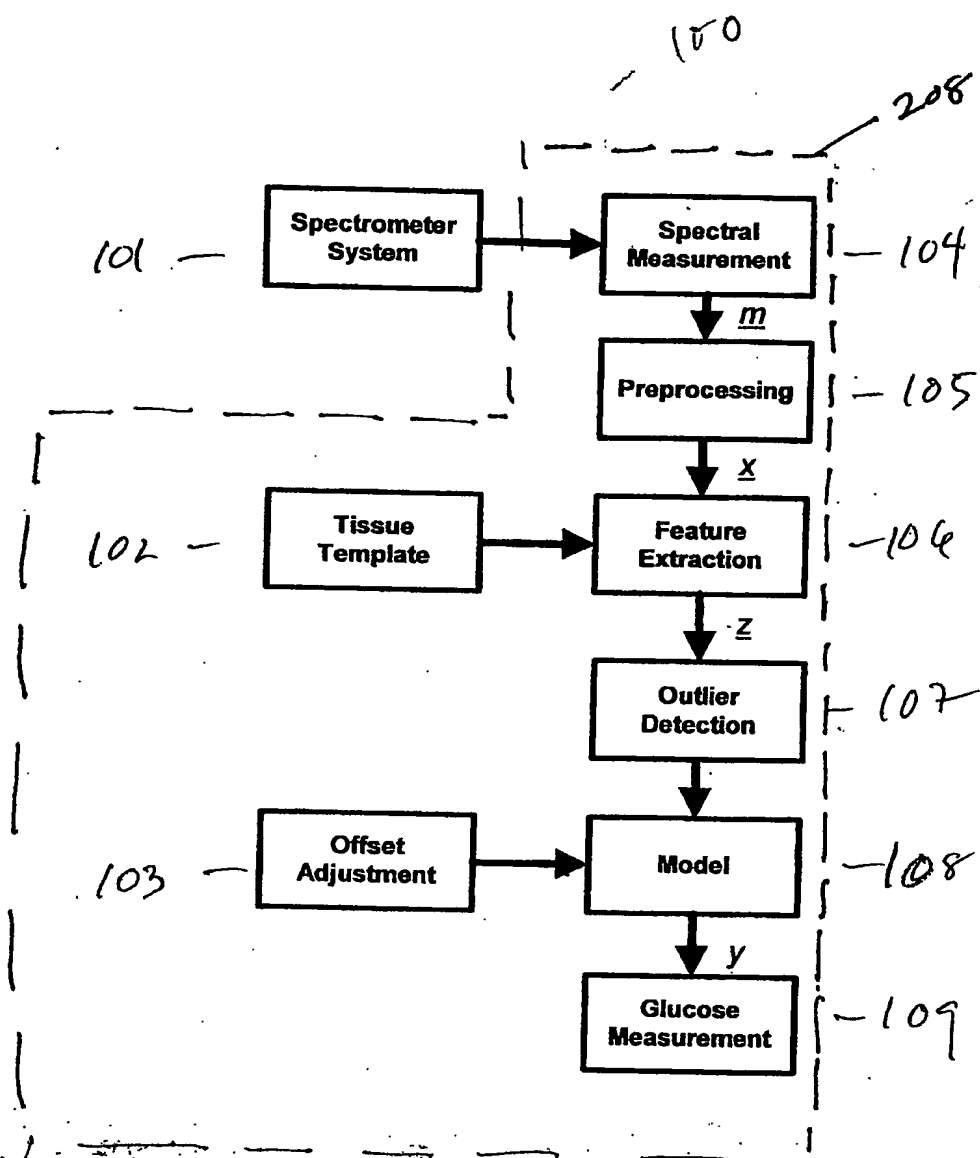 100
208
Spectrometer
System
101
Spectral
Measurement
104
m
Preprocessing
105
x
Tissue
Template
102
Feature
Extraction
106
z
Outlier
Detection
107
Offset
Adjustment
103
Model
108
y
Glucose
Measurement
109